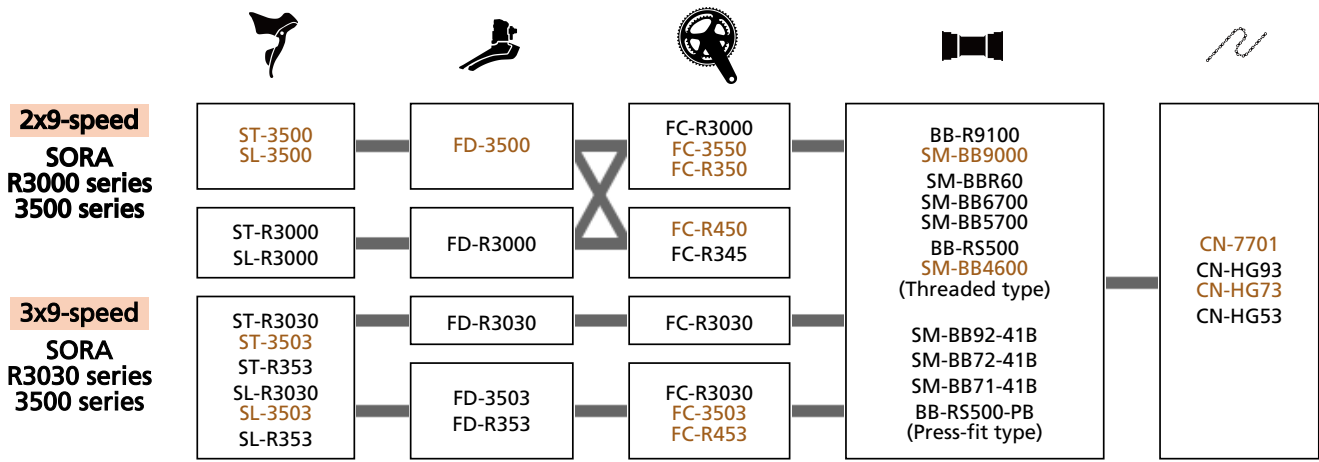 2x9-speed
SORA
R3000 series
3500 series
ST-3500
SL-3500
FD-3500
FC-R3000
FC-3550
FC-R350
ST-R3000
SL-R3000
FD-R3000
FC-R450
FC-R345
3x9-speed
SORA
R3030 series
3500 series
ST-R3030
ST-3503
ST-R353
SL-R3030
SL-3503
SL-R353
FD-R3030
FC-R3030
FD-3503
FD-R353
FC-R3030
FC-3503
FC-R453
BB-R9100
SM-BB9000
SM-BBR60
SM-BB6700
SM-BB5700
BB-RS500
SM-BB4600
(Threaded type)
SM-BB92-41B
SM-BB72-41B
SM-BB71-41B
BB-RS500-PB
(Press-fit type)
CN-7701
CN-HG93
CN-HG73
CN-HG53